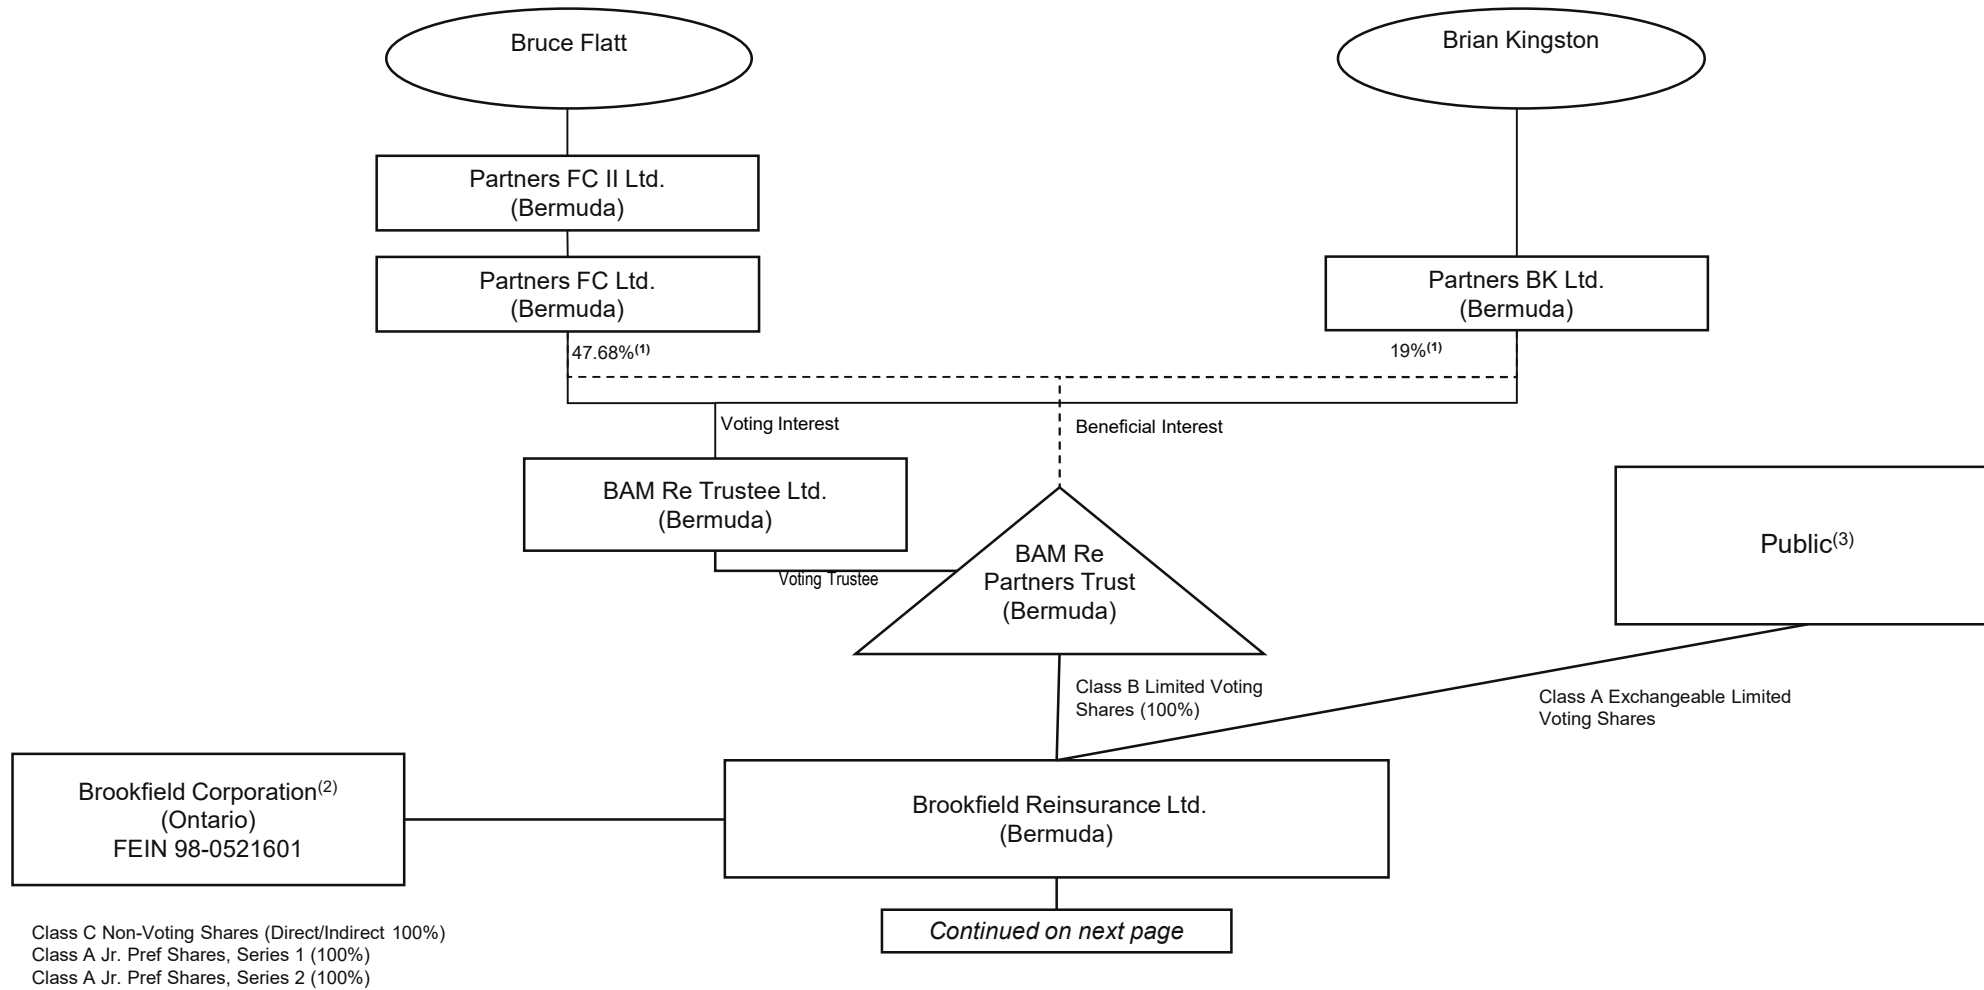 Bruce Flatt
Brian Kingston
Partners FC II Ltd.
(Bermuda)
Partners FC Ltd.
(Bermuda)
Partners BK Ltd.
(Bermuda)
47.68%(1)
19%(1)
Voting Interest
Beneficial Interest
BAM Re Trustee Ltd.
(Bermuda)
Voting Trustee
BAM Re
Partners Trust
(Bermuda)
Public(3)
Class B Limited Voting
Shares (100%)
Class A Exchangeable Limited
Voting Shares
Brookfield Corporation(2)
(Ontario)
FEIN 98-0521601
Brookfield Reinsurance Ltd.
(Bermuda)
Continued on next page
Class C Non-Voting Shares (Direct/Indirect 100%)
Class A Jr. Pref Shares, Series 1 (100%)
Class A Jr. Pref Shares, Series 2 (100%)